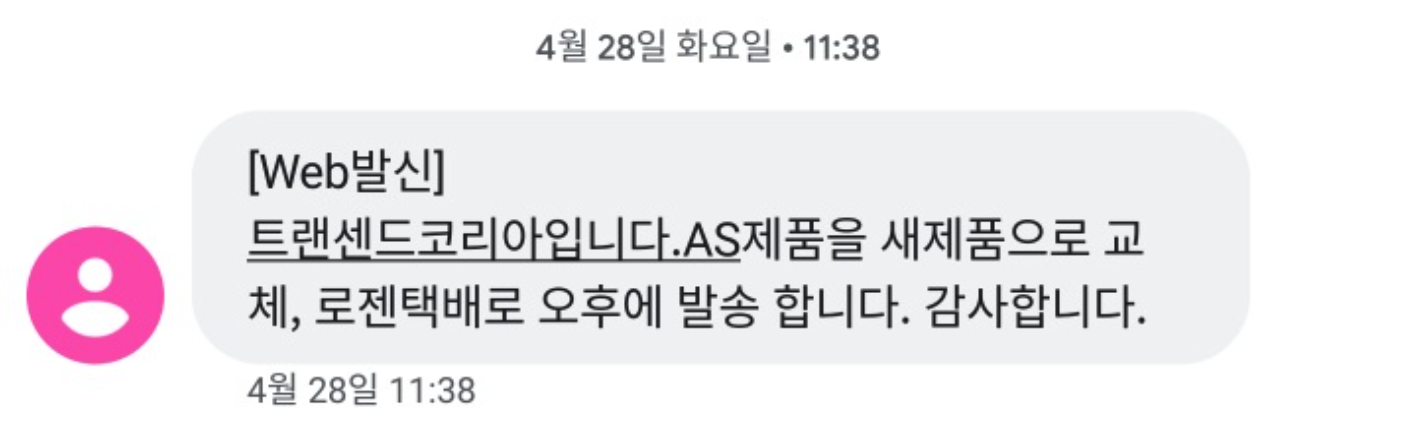 4월 28일 화요일 • 11:38
[Web발신]
트랜센드코리아입니다.AS제품을 새제품으로 교
체, 로젠택배로 오후에 발송 합니다. 감사합니다.
4월 28일 11:38